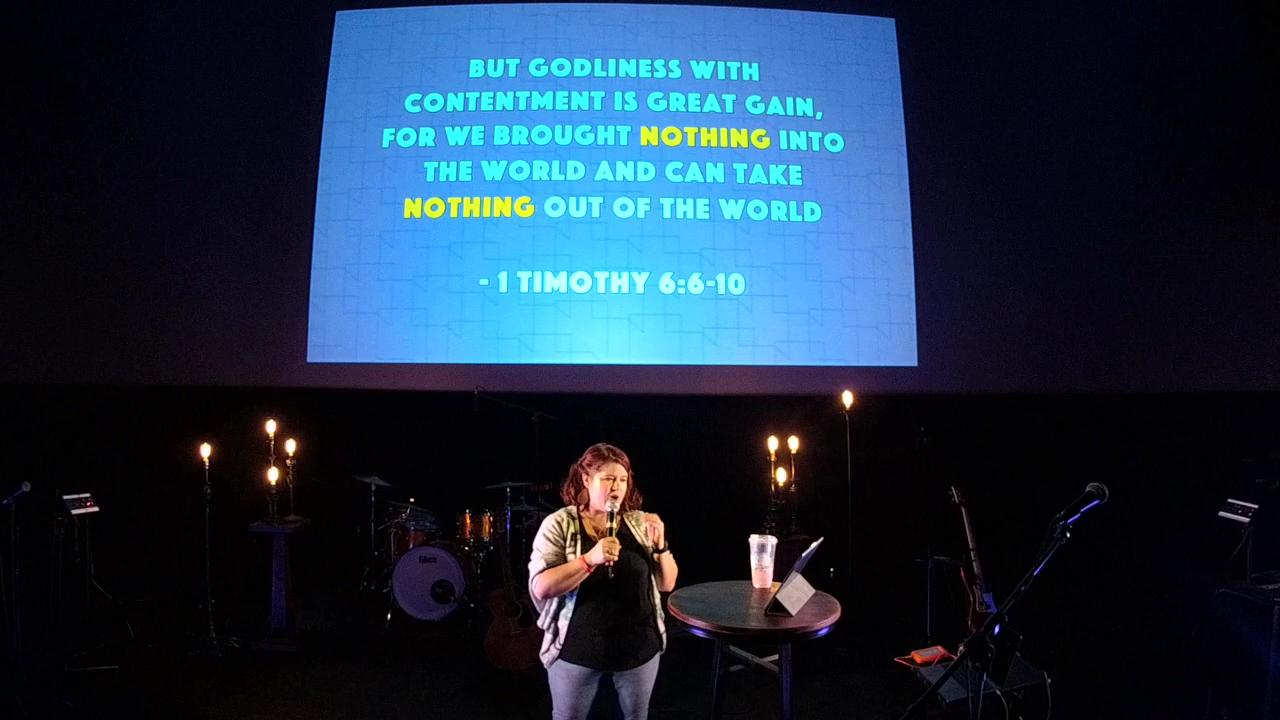 BUT GODLINESS WITH
CONTENTMENT IS GREAT GAIN,
FOR WE BROUGHT NOTHING INTO
THE WORLD AND CAN TAKE
NOTHING OUT OF THE WORLD
- 1 TIMOTHY 6:6-10